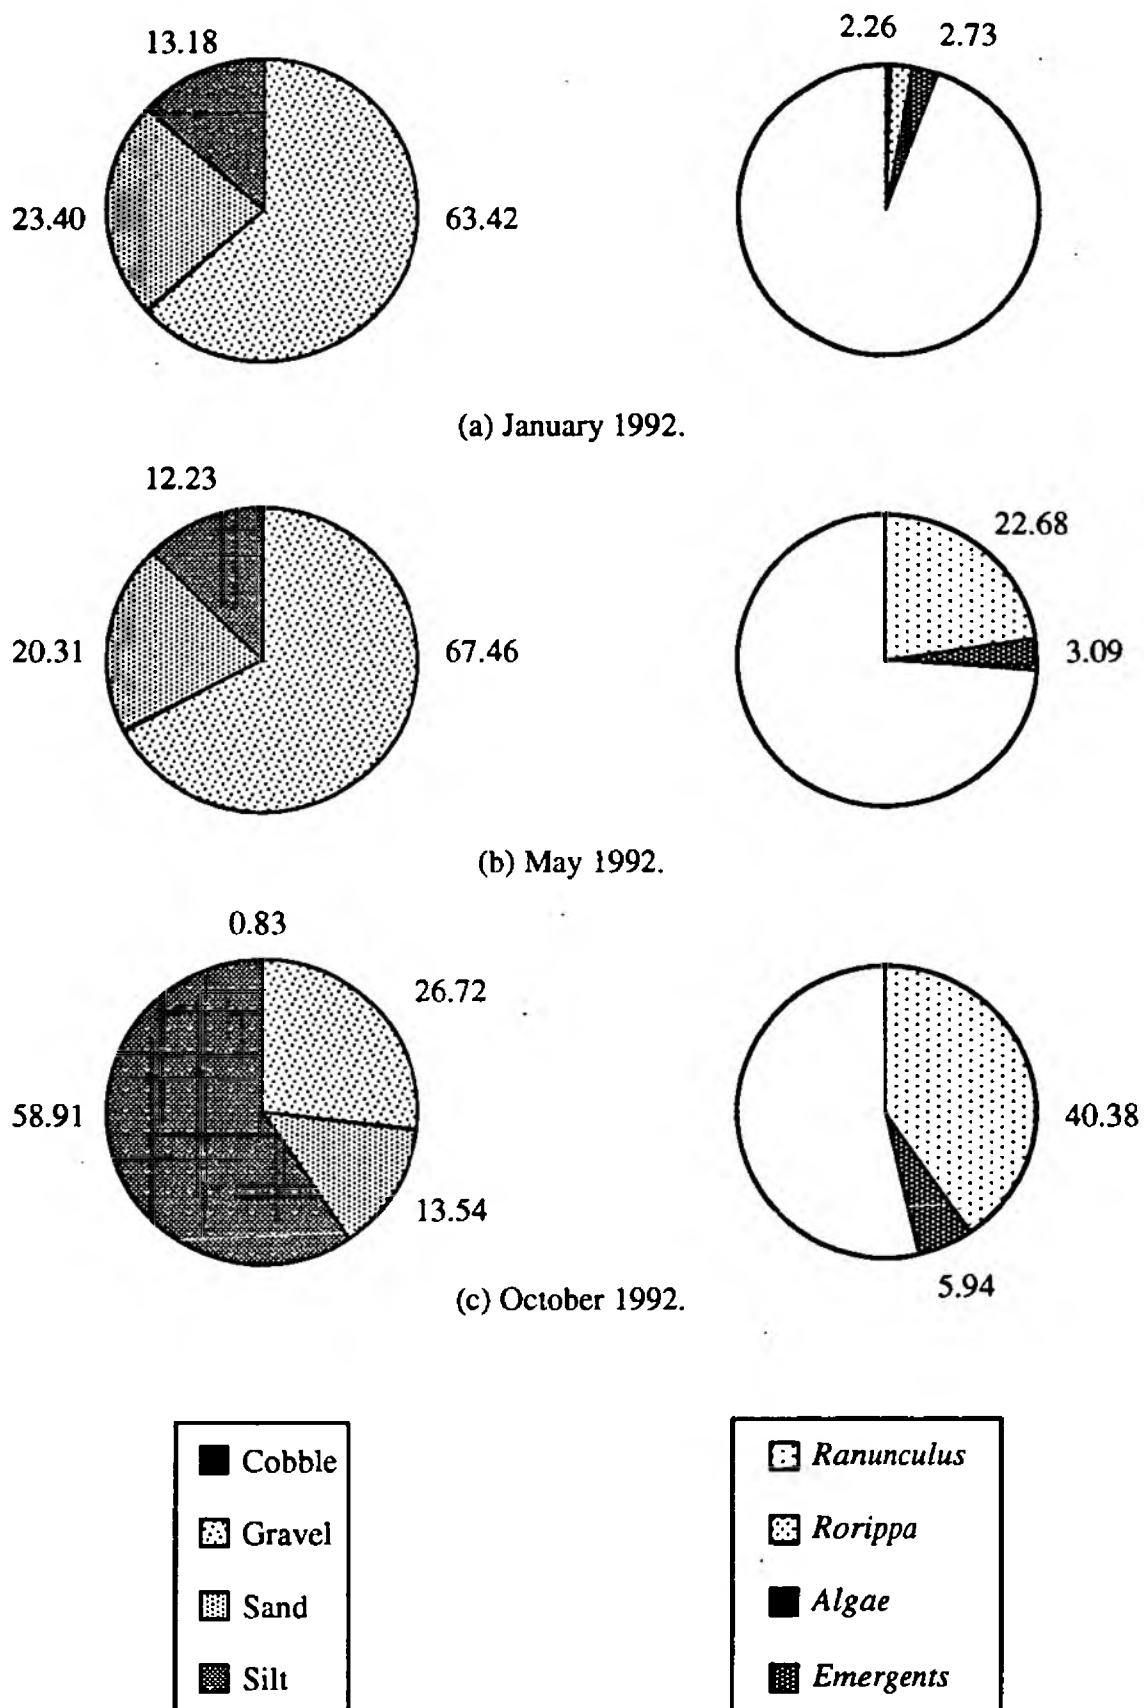 13.18
2.26 2.73
23.40 63.42
(a) January 1992.
12.23
22.68
20.31 67.46 3.09
(b) May 1992.
0.83
26.72
58.91 40.38
13.54
5.94
(c) October 1992.
Cobble
Gravel
Sand
Silt
Ranunculus
Rorippa
Algae
Emergents